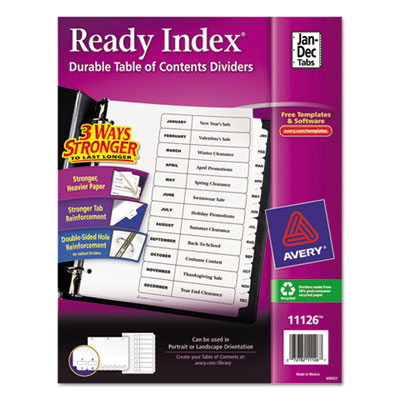 Ready Index®
Durable Table of Contents Dividers
Jan-
Dec
Tabs
Free Templates
& Software
avery.com/templates
3 WAYS
STRONGER
TO LAST LONGER
Stronger,
Heavier Paper
Stronger Tab
Reinforcement
Double-Sided Hole
Reinforcement
On Tabbed Dividers
JANUARY New Year's Sale
FEBRUARY Valentine's Sale
MARCH Winter Clearance
APRIL April Promotions
MAY Spring Clearance
JUNE Swimwear Sale
JULY Holiday Promotions
AUGUST Summer Clearance
SEPTEMBER Back-To-School
OCTOBER Costume Contest
NOVEMBER Thanksgiving Sale
DECEMBER Year End Clearance
AVERY®
Recycled
Dividers made from
30% post-consumer
recycled paper
11126™
Made in Mexico
Can be used in
Portrait or Landscape Orientation
Create your Table of Contents at
avery.com/library